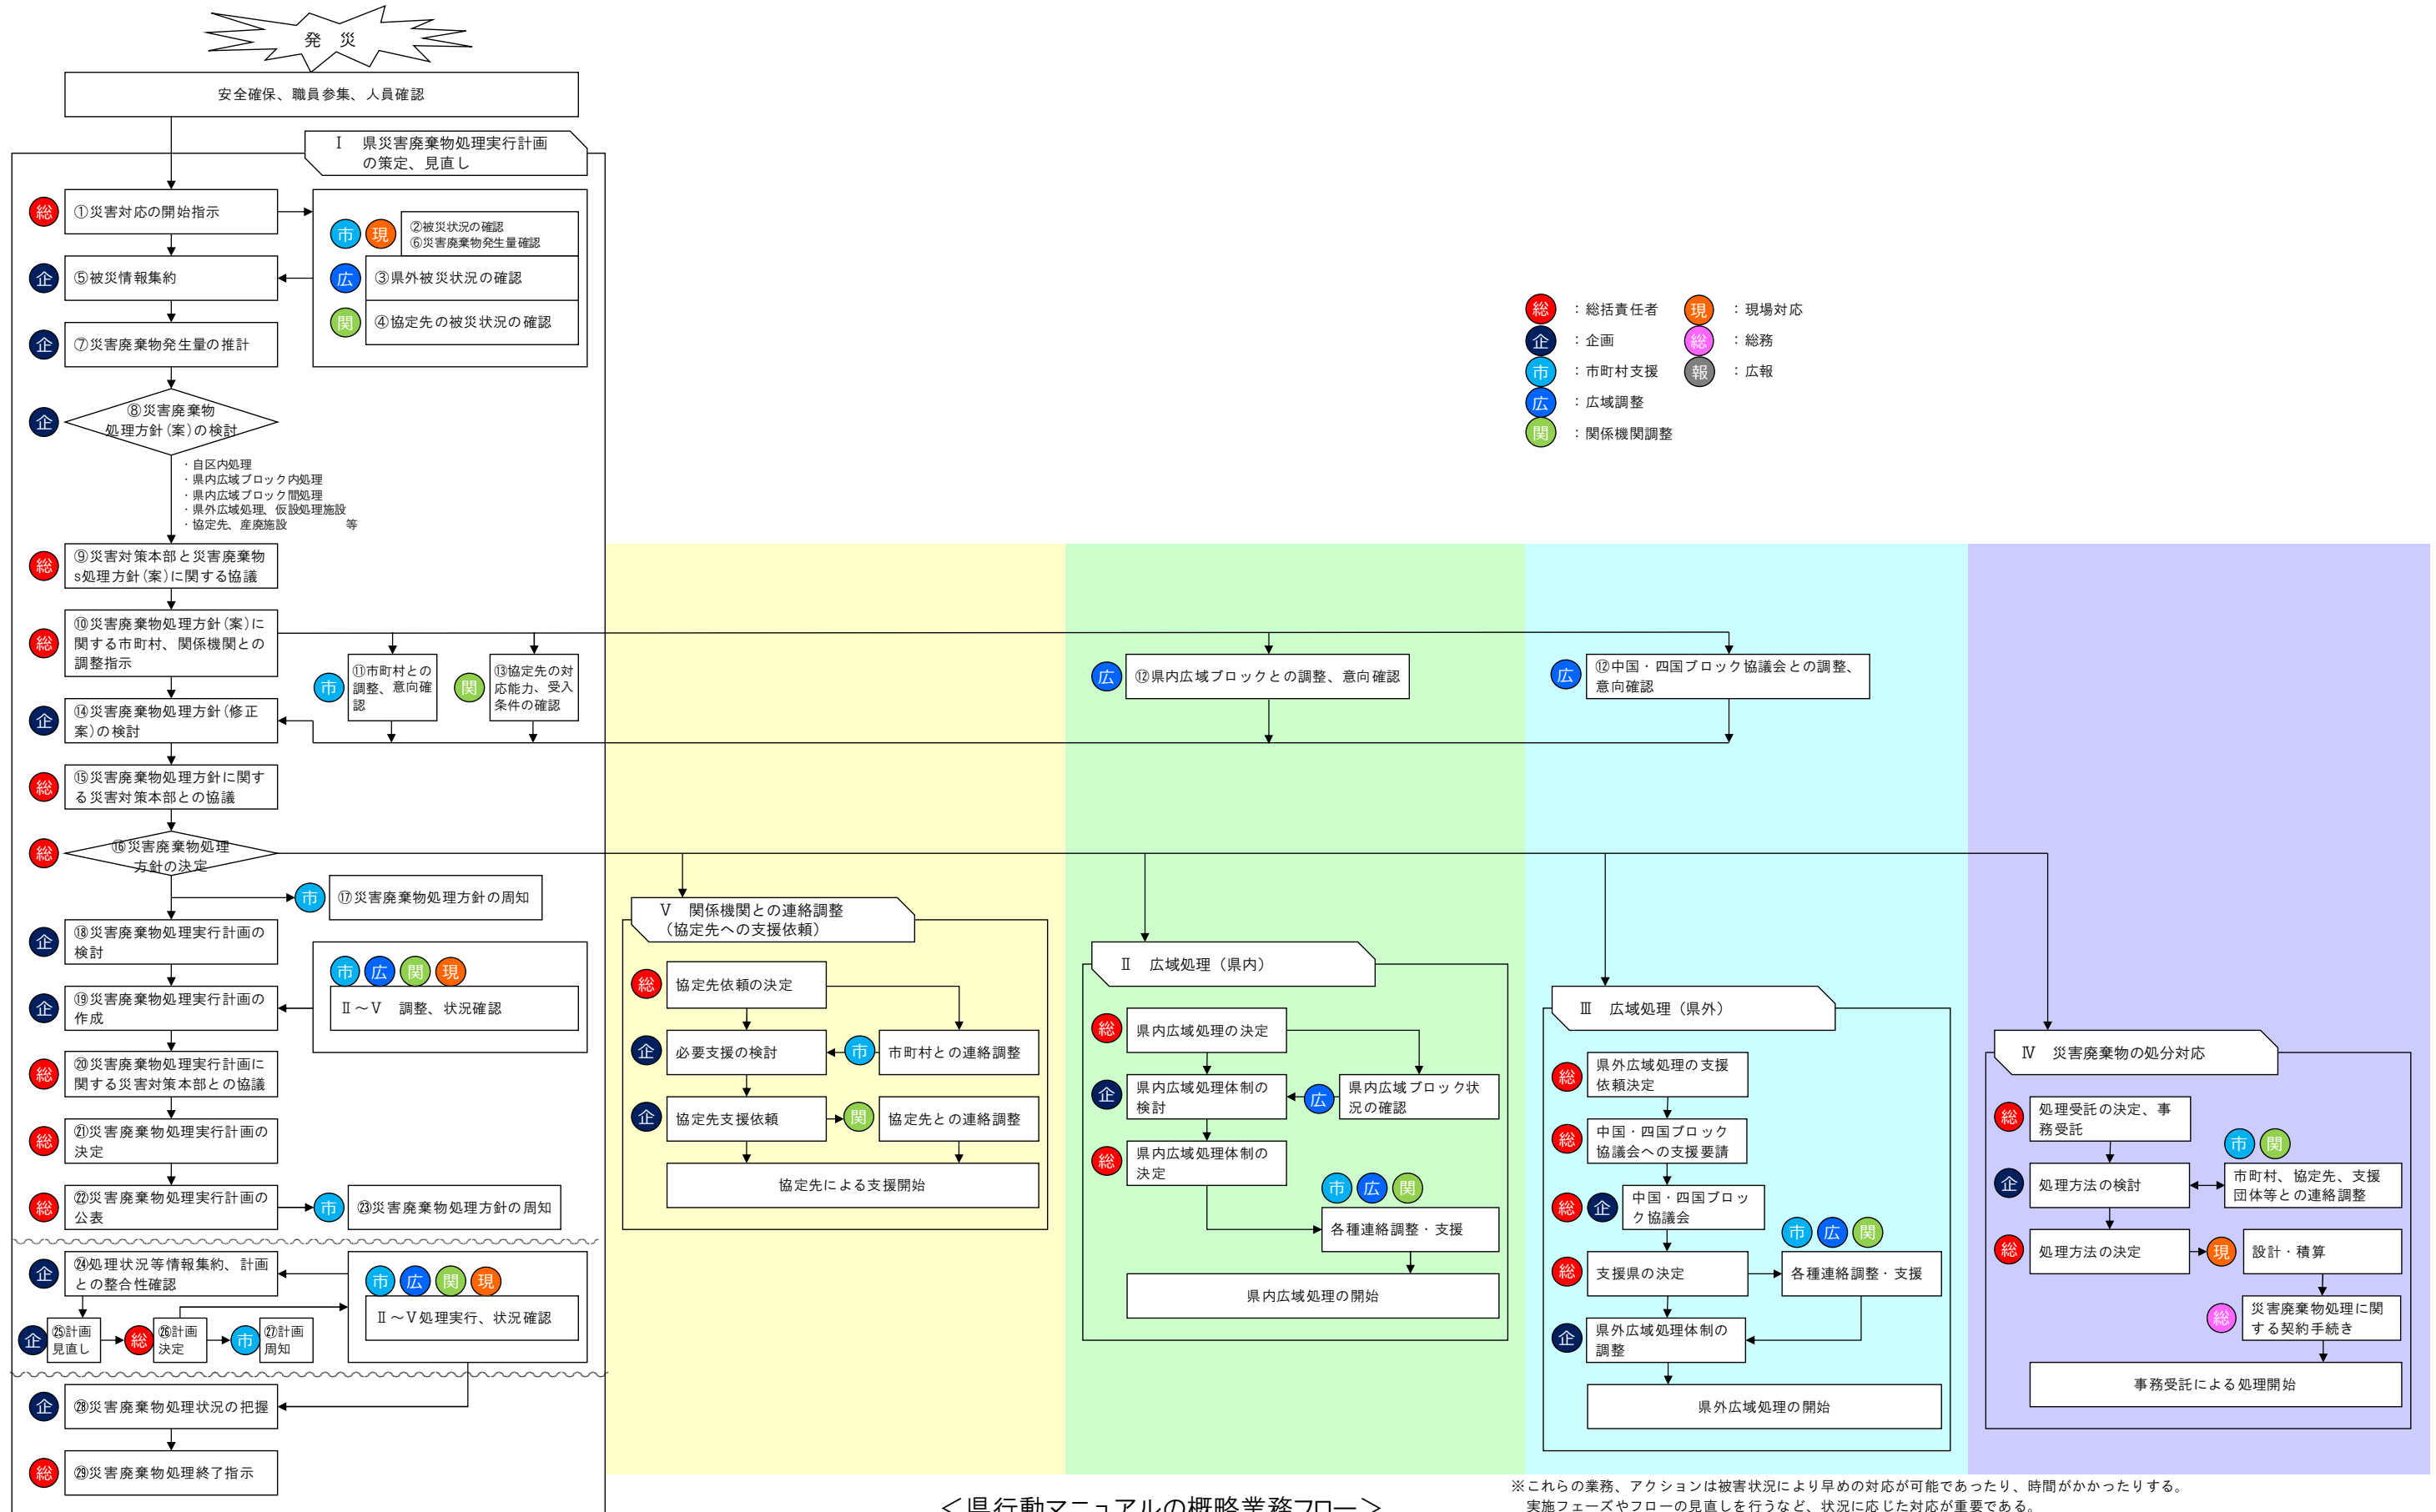 発 災
安全確保、職員参集、人員確認
Ⅰ 県災害廃棄物処理実行計画
の策定、見直し
総
①災害対応の開始指示
市 現
②被災状況の確認
⑥災害廃棄物発生量確認
企
⑤被災情報集約
広
③県外被災状況の確認
関
④協定先の被災状況の確認
企
⑦災害廃棄物発生量の推計
企
⑧災害廃棄物
処理方針(案)の検討
・自区内処理
・県内広域ブロック内処理
・県内広域ブロック間処理
・県外広域処理、仮設処理施設
・協定先、産廃施設 等
総 ：総括責任者
現 ：現場対応
企 ：企画
総 ：総務
市 ：市町村支援
報 ：広報
広 ：広域調整
関 ：関係機関調整
総
⑨災害対策本部と災害廃棄物
s処理方針(案)に関する協議
総
⑩災害廃棄物処理方針(案)に
関する市町村、関係機関との
調整指示
市
⑪市町村との
調整、意向確
認
関
⑬協定先の対
応能力、受入
条件の確認
広
⑫県内広域ブロックとの調整、意向確認
広
⑫中国・四国ブロック協議会との調整、
意向確認
企
⑭災害廃棄物処理方針(修正
案)の検討
総
⑮災害廃棄物処理方針に関す
る災害対策本部との協議
総
⑯災害廃棄物処理
方針の決定
市
⑰災害廃棄物処理方針の周知
企
⑱災害廃棄物処理実行計画の
検討
市 広 関 現
Ⅱ～Ⅴ 調整、状況確認
企
⑲災害廃棄物処理実行計画の
作成
総
⑳災害廃棄物処理実行計画に
関する災害対策本部との協議
総
㉑災害廃棄物処理実行計画の
決定
総
㉒災害廃棄物処理実行計画の
公表
市
㉓災害廃棄物処理方針の周知
企
㉔処理状況等情報集約、計画
との整合性確認
市 広 関 現
Ⅱ～Ⅴ処理実行、状況確認
企
㉕計画
見直し
総
㉖計画
決定
市
㉗計画
周知
企
㉘災害廃棄物処理状況の把握
総
㉙災害廃棄物処理終了指示
Ⅴ 関係機関との連絡調整
（協定先への支援依頼）
総
協定先依頼の決定
企
必要支援の検討
市
市町村との連絡調整
企
協定先支援依頼
関
協定先との連絡調整
協定先による支援開始
Ⅱ 広域処理（県内）
総
県内広域処理の決定
企
県内広域処理体制の
検討
広
県内広域ブロック状
況の確認
総
県内広域処理体制の
決定
市 広 関
各種連絡調整・支援
県内広域処理の開始
Ⅲ 広域処理（県外）
総
県外広域処理の支援
依頼決定
総
中国・四国ブロック
協議会への支援要請
総 企
中国・四国ブロッ
ク協議会
市 広 関
総
支援県の決定
各種連絡調整・支援
企
県外広域処理体制の
調整
県外広域処理の開始
Ⅳ 災害廃棄物の処分対応
総
処理受託の決定、事
務受託
市 関
企
処理方法の検討
市町村、協定先、支援
団体等との連絡調整
総
処理方法の決定
現
設計・積算
総
災害廃棄物処理に関
する契約手続き
事務受託による処理開始
※これらの業務、アクションは被害状況により早めの対応が可能であったり、時間がかかったりする。
実施フェーズやフローの見直しを行うなど、状況に応じた対応が重要である。
＜県行動マニュアルの概略業務フロー＞